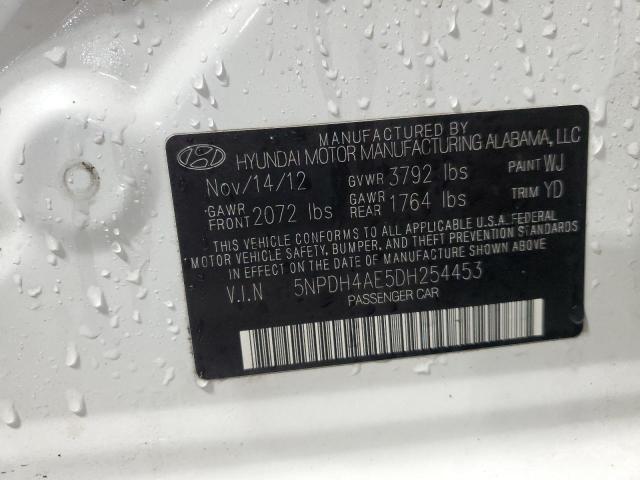 MANUFACTURED BY
HYUNDAI MOTOR MANUFACTURING ALABAMA, LLC
Nov/14/12 GVWR 3792 lbs PAINT WJ
GAWR FRONT 2072 lbs GAWR REAR 1764 lbs TRIM YD
THIS VEHICLE CONFORMS TO ALL APPLICABLE U.S.A. FEDERAL
MOTOR VEHICLE SAFETY, BUMPER, AND THEFT PREVENTION STANDARDS
IN EFFECT ON THE DATE OF MANUFACTURE SHOWN ABOVE
V.I.N 5NPDH4AE5DH254453
PASSENGER CAR